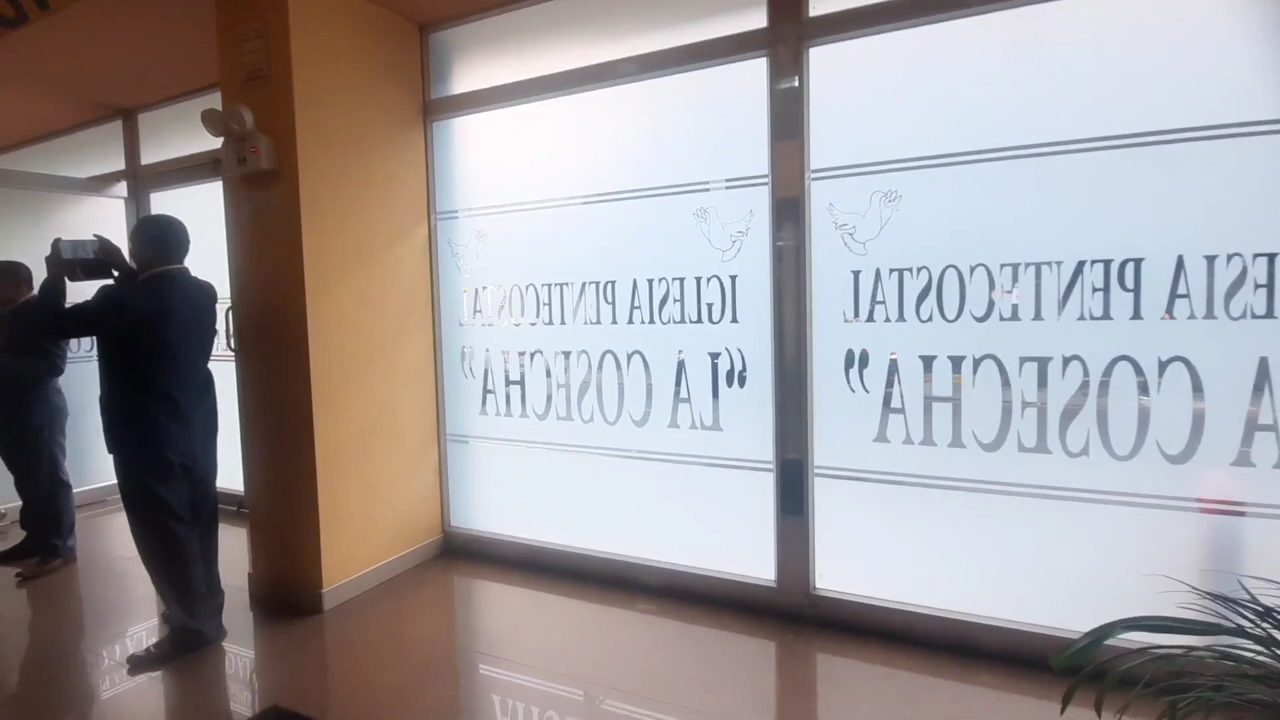 IGLESIA PENTECOSTAL
“LA COSECHA”
ESIA PENTECOSTAL
A COSECHA”